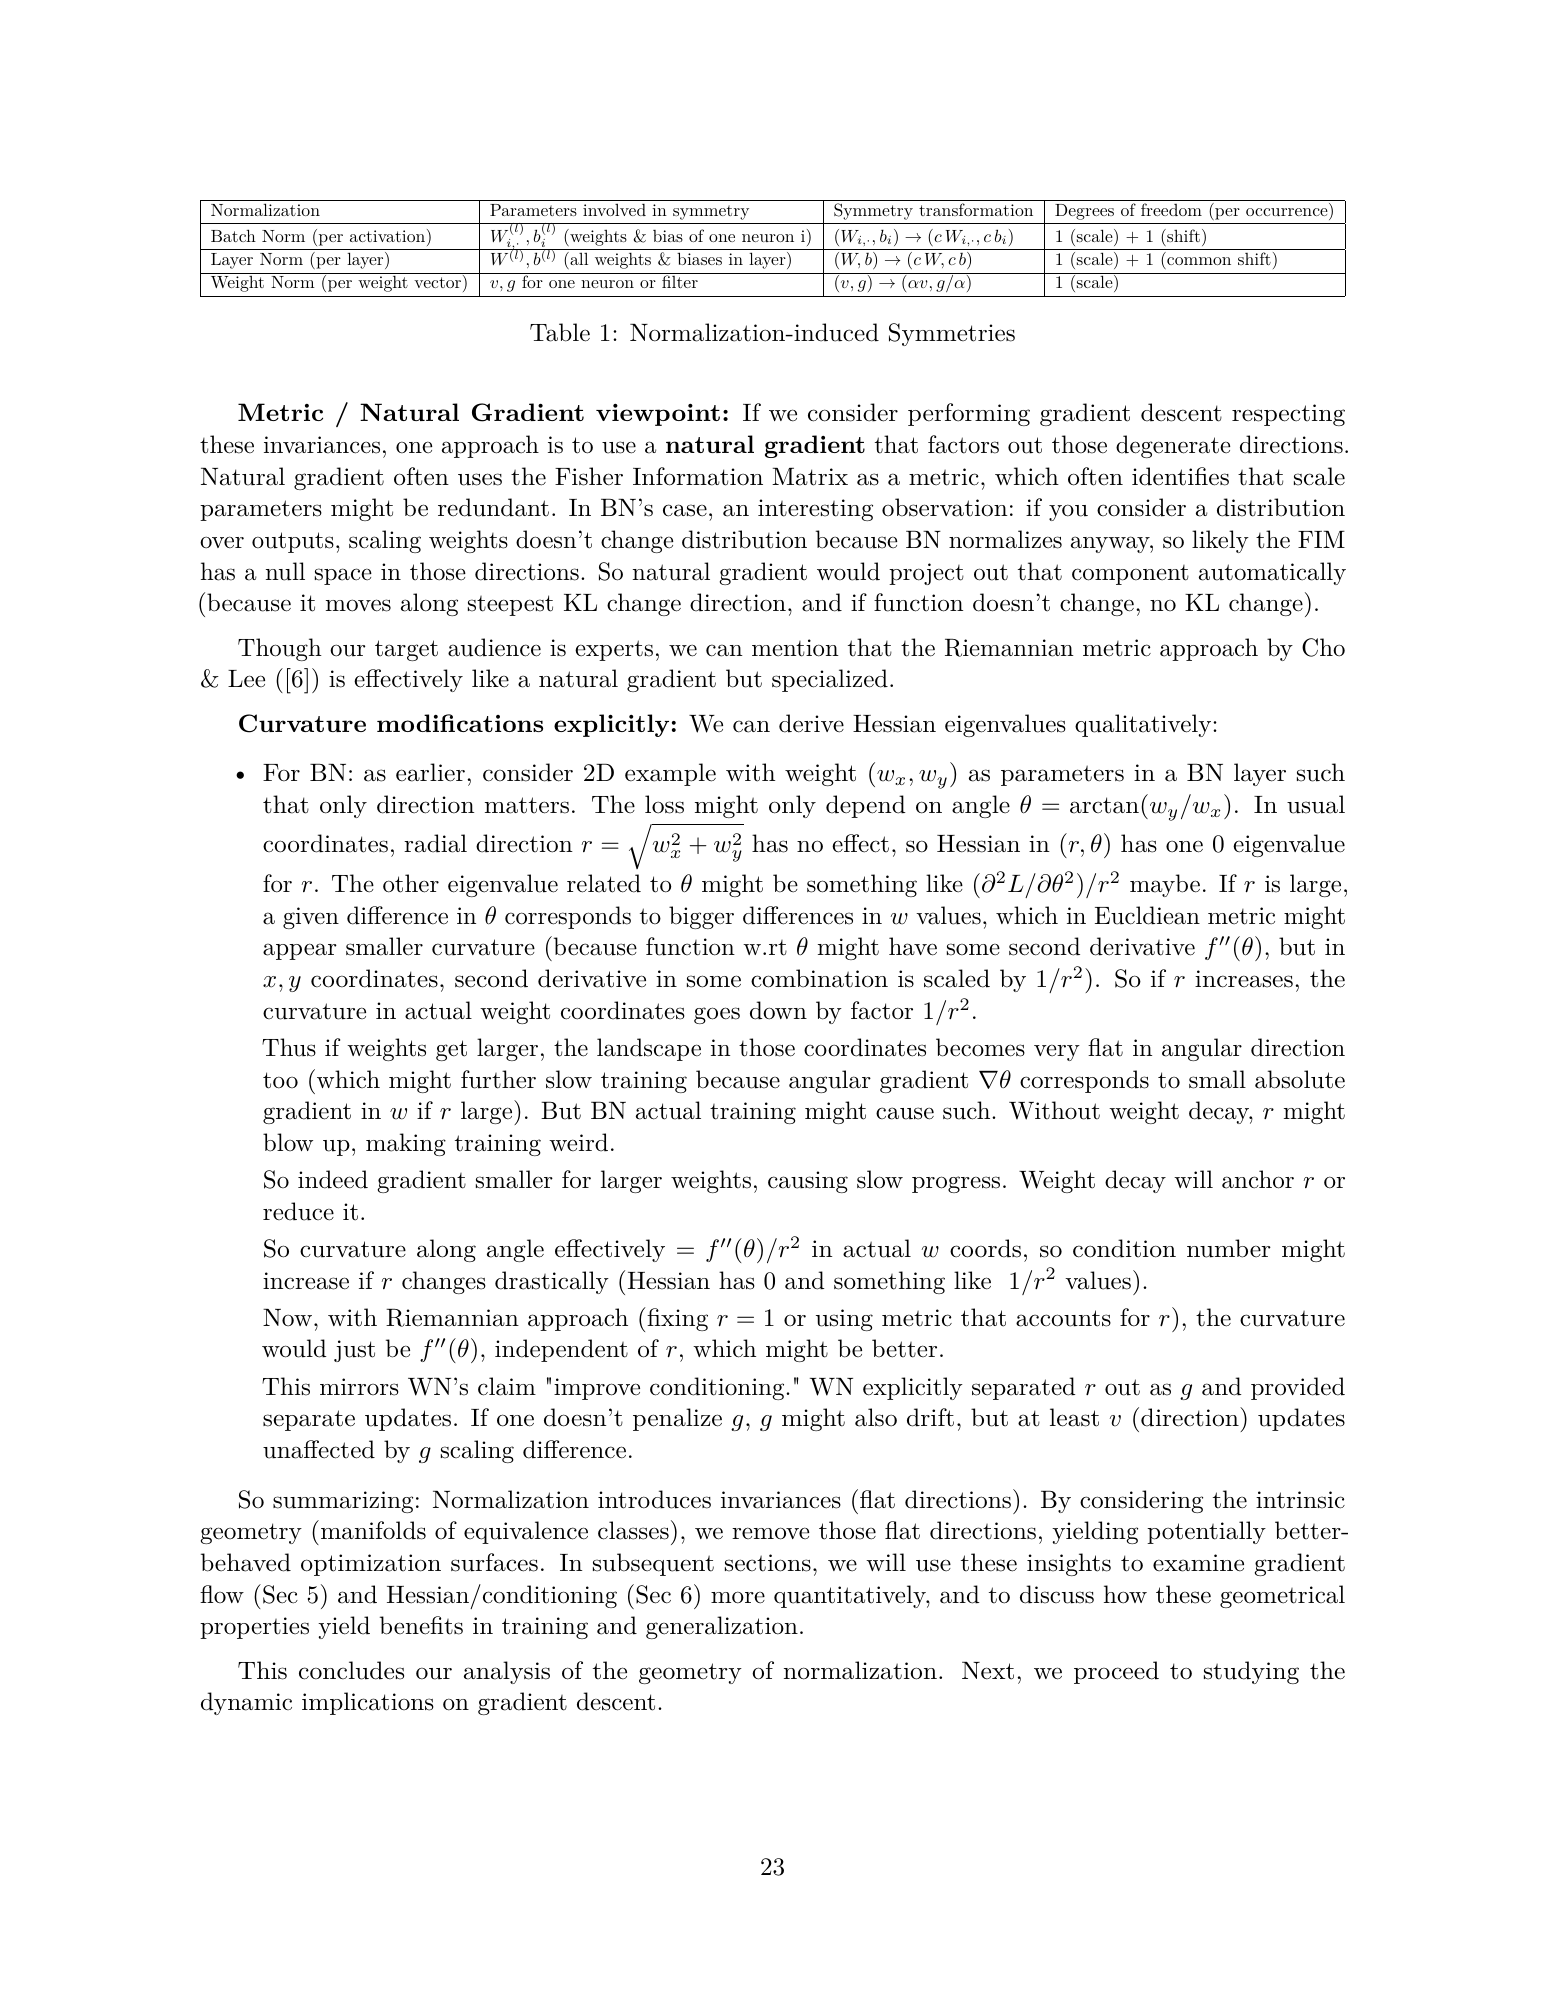 Normalization | Parameters involved in symmetry | Symmetry transformation | Degrees of freedom (per occurrence)
Batch Norm (per activation) | $W_{i,\cdot}^{(l)}, b_i^{(l)}$ (weights & bias of one neuron i) | $(W_{i,\cdot}, b_i) \to (c\,W_{i,\cdot}, c\,b_i)$ | 1 (scale) + 1 (shift)
Layer Norm (per layer) | $W^{(l)}, b^{(l)}$ (all weights & biases in layer) | $(W, b) \to (c\,W, c\,b)$ | 1 (scale) + 1 (common shift)
Weight Norm (per weight vector) | $v, g$ for one neuron or filter | $(v, g) \to (\alpha v, g/\alpha)$ | 1 (scale)
Table 1: Normalization-induced Symmetries
Metric / Natural Gradient viewpoint: If we consider performing gradient descent respecting
these invariances, one approach is to use a natural gradient that factors out those degenerate directions.
Natural gradient often uses the Fisher Information Matrix as a metric, which often identifies that scale
parameters might be redundant. In BN's case, an interesting observation: if you consider a distribution
over outputs, scaling weights doesn't change distribution because BN normalizes anyway, so likely the FIM
has a null space in those directions. So natural gradient would project out that component automatically
(because it moves along steepest KL change direction, and if function doesn't change, no KL change).
Though our target audience is experts, we can mention that the Riemannian metric approach by Cho
& Lee ([6]) is effectively like a natural gradient but specialized.
Curvature modifications explicitly: We can derive Hessian eigenvalues qualitatively:
• For BN: as earlier, consider 2D example with weight $(w_x, w_y)$ as parameters in a BN layer such
that only direction matters. The loss might only depend on angle $\theta = \arctan(w_y/w_x)$. In usual
coordinates, radial direction $r = \sqrt{w_x^2 + w_y^2}$ has no effect, so Hessian in $(r, \theta)$ has one 0 eigenvalue
for $r$. The other eigenvalue related to $\theta$ might be something like $(\partial^2 L/\partial\theta^2)/r^2$ maybe. If $r$ is large,
a given difference in $\theta$ corresponds to bigger differences in $w$ values, which in Eucldiean metric might
appear smaller curvature (because function w.rt $\theta$ might have some second derivative $f''(\theta)$, but in
$x, y$ coordinates, second derivative in some combination is scaled by $1/r^2$). So if $r$ increases, the
curvature in actual weight coordinates goes down by factor $1/r^2$.
Thus if weights get larger, the landscape in those coordinates becomes very flat in angular direction
too (which might further slow training because angular gradient $\nabla\theta$ corresponds to small absolute
gradient in $w$ if $r$ large). But BN actual training might cause such. Without weight decay, $r$ might
blow up, making training weird.
So indeed gradient smaller for larger weights, causing slow progress. Weight decay will anchor $r$ or
reduce it.
So curvature along angle effectively = $f''(\theta)/r^2$ in actual $w$ coords, so condition number might
increase if $r$ changes drastically (Hessian has 0 and something like $1/r^2$ values).
Now, with Riemannian approach (fixing $r = 1$ or using metric that accounts for $r$), the curvature
would just be $f''(\theta)$, independent of $r$, which might be better.
This mirrors WN's claim "improve conditioning." WN explicitly separated $r$ out as $g$ and provided
separate updates. If one doesn't penalize $g$, $g$ might also drift, but at least $v$ (direction) updates
unaffected by $g$ scaling difference.
So summarizing: Normalization introduces invariances (flat directions). By considering the intrinsic
geometry (manifolds of equivalence classes), we remove those flat directions, yielding potentially better-
behaved optimization surfaces. In subsequent sections, we will use these insights to examine gradient
flow (Sec 5) and Hessian/conditioning (Sec 6) more quantitatively, and to discuss how these geometrical
properties yield benefits in training and generalization.
This concludes our analysis of the geometry of normalization. Next, we proceed to studying the
dynamic implications on gradient descent.
23